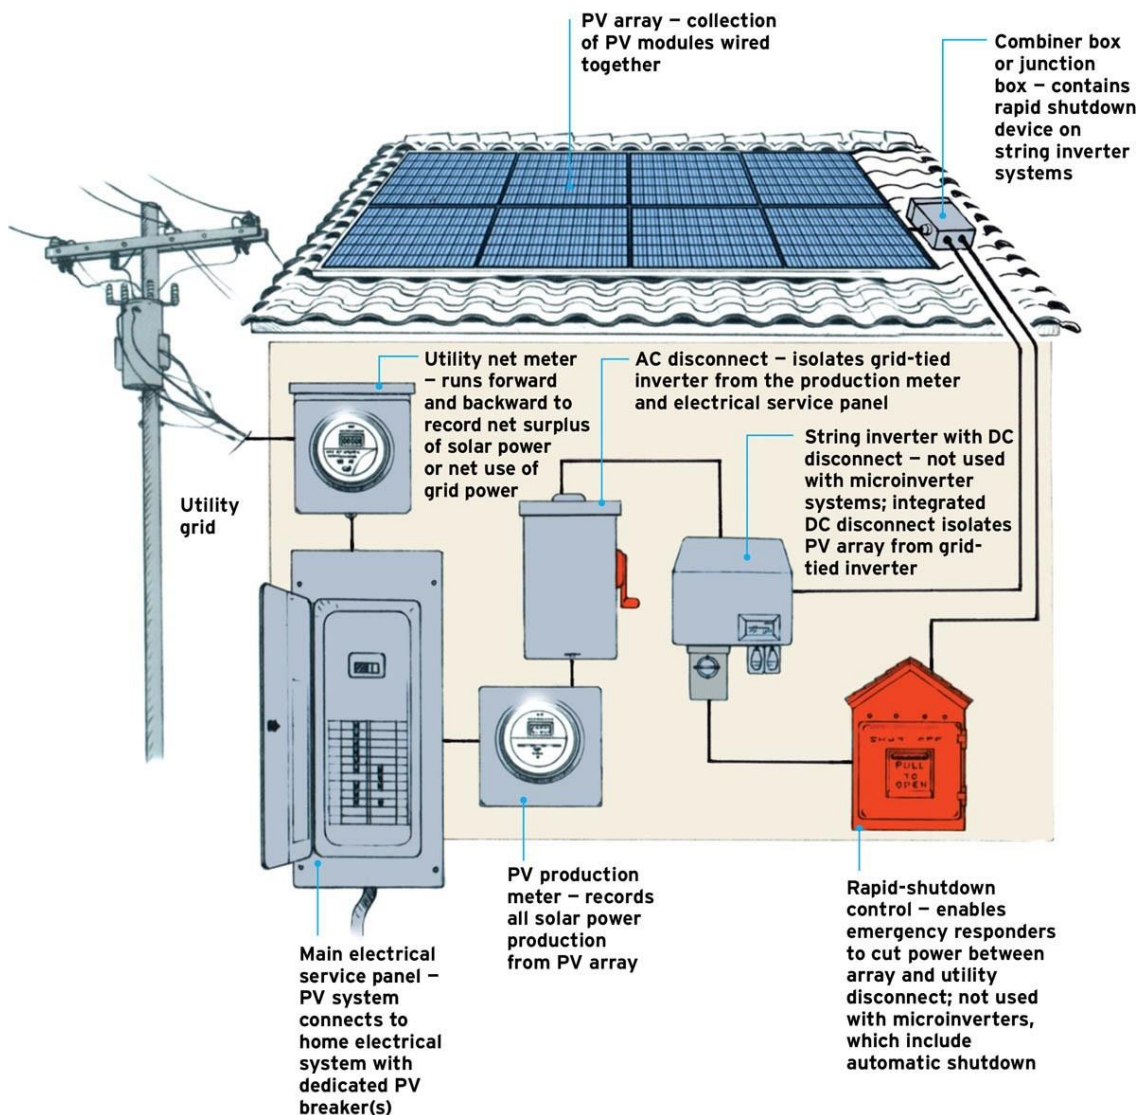 PV array – collection
of PV modules wired
together
Combiner box
or junction
box – contains
rapid shutdown
device on
string inverter
systems
Utility net meter
– runs forward
and backward to
record net surplus
of solar power
or net use of
grid power
AC disconnect – isolates grid-tied
inverter from the production meter
and electrical service panel
String inverter with DC
disconnect – not used
with microinverter
systems; integrated
DC disconnect isolates
PV array from grid-
tied inverter
Utility
grid
PULL
TO
OPEN
PV production
meter – records
all solar power
production
from PV array
Main electrical
service panel –
PV system
connects to
home electrical
system with
dedicated PV
breaker(s)
Rapid-shutdown
control – enables
emergency responders
to cut power between
array and utility
disconnect; not used
with microinverters,
which include
automatic shutdown